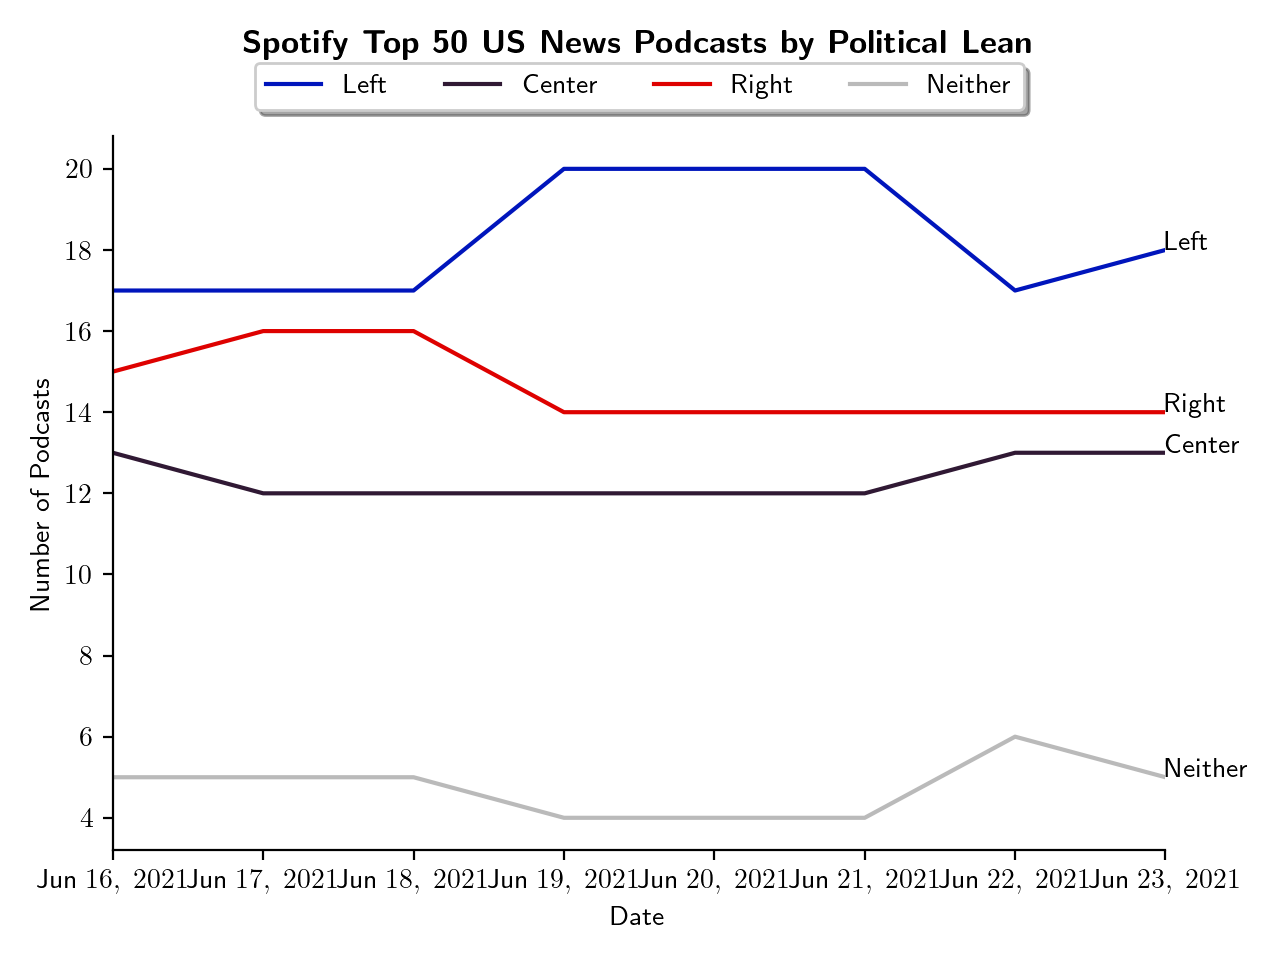 Spotify Top 50 US News Podcasts by Political Lean
Left Center Right Neither
20
18
16
14
12
10
8
6
4
Number of Podcasts
Left
Right
Center
Neither
Jun 16, 2021 Jun 17, 2021 Jun 18, 2021 Jun 19, 2021 Jun 20, 2021 Jun 21, 2021 Jun 22, 2021 Jun 23, 2021
Date